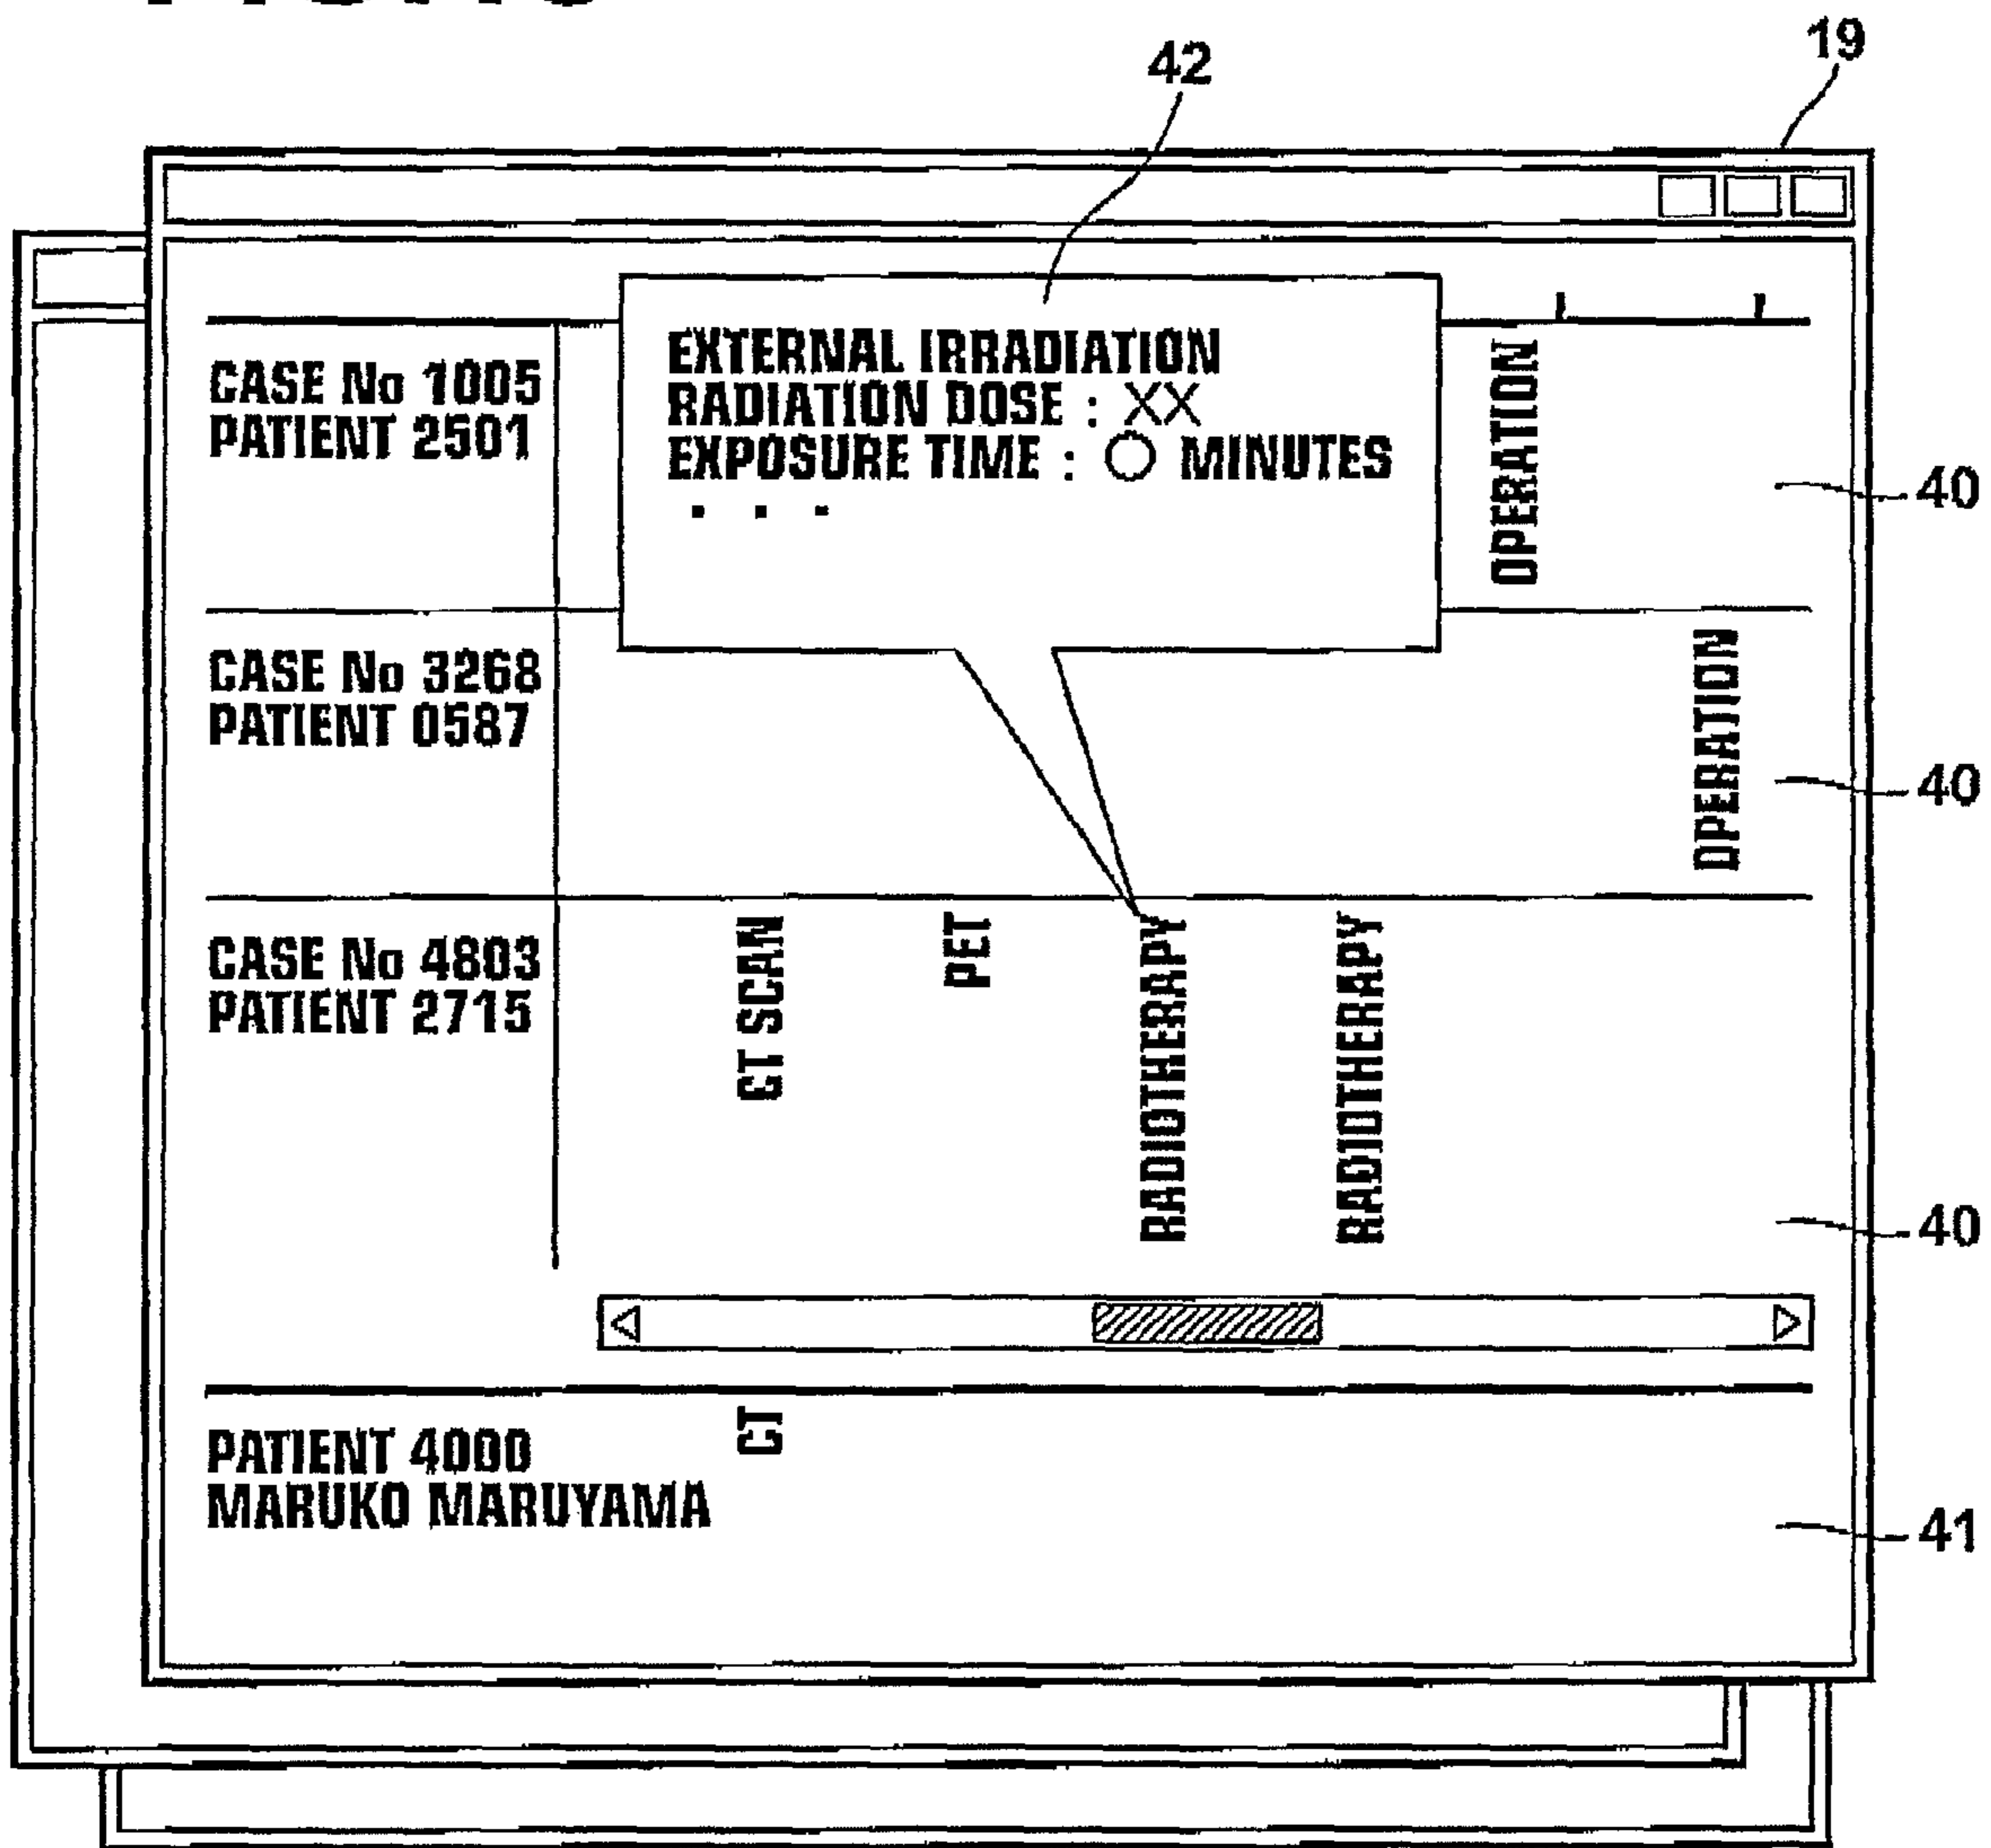 42
19
EXTERNAL IRRADIATION
RADIATION DOSE : XX
EXPOSURE TIME : ○ MINUTES
. . .
CASE No 1005
PATIENT 2501
OPERATION
40
CASE No 3268
PATIENT 0587
OPERATION
40
CASE No 4803
PATIENT 2715
CT SCAN
PET
RADIOTHERAPY
RADIOTHERAPY
40
PATIENT 4000
MARUKO MARUYAMA
CT
41